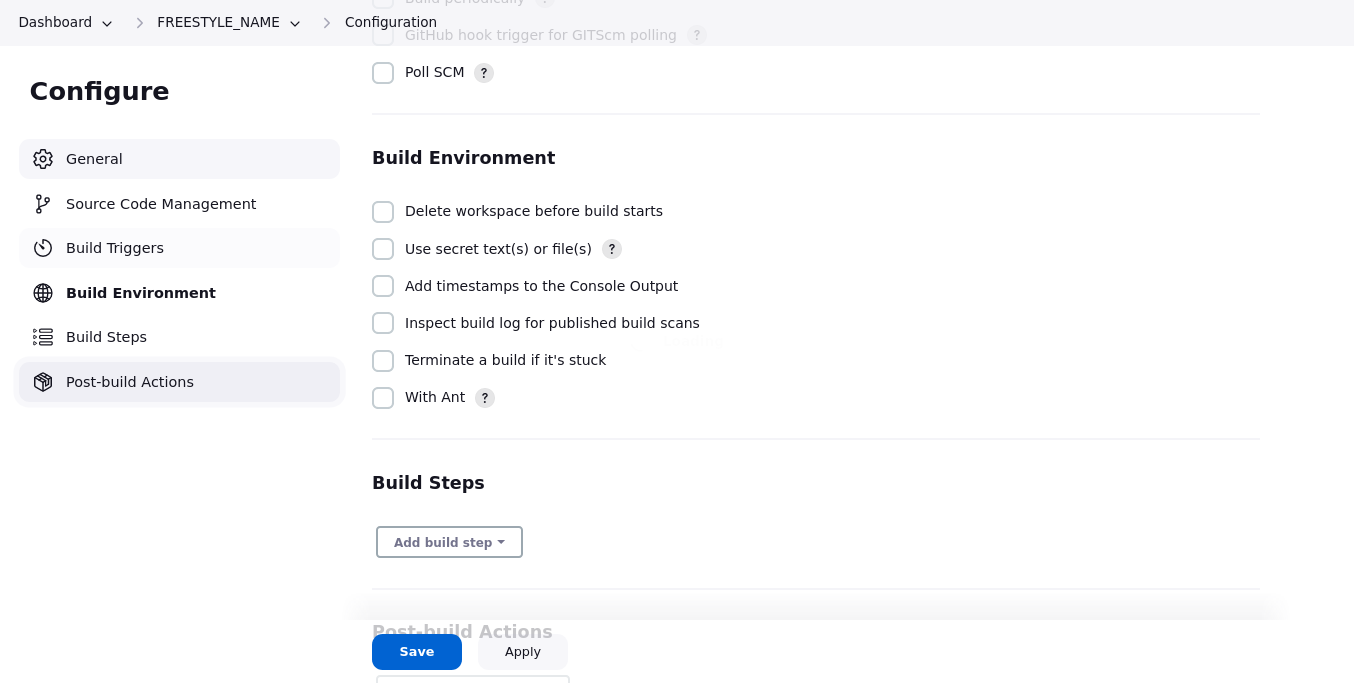 Dashboard
FREESTYLE_NAME
Configuration
Build periodically ?
GitHub hook trigger for GITScm polling ?
Poll SCM ?
Configure
General
Source Code Management
Build Triggers
Build Environment
Build Steps
Post-build Actions
Build Environment
Delete workspace before build starts
Use secret text(s) or file(s) ?
Add timestamps to the Console Output
Inspect build log for published build scans
Terminate a build if it's stuck
With Ant ?
Build Steps
Add build step
Post-build Actions
Save
Apply